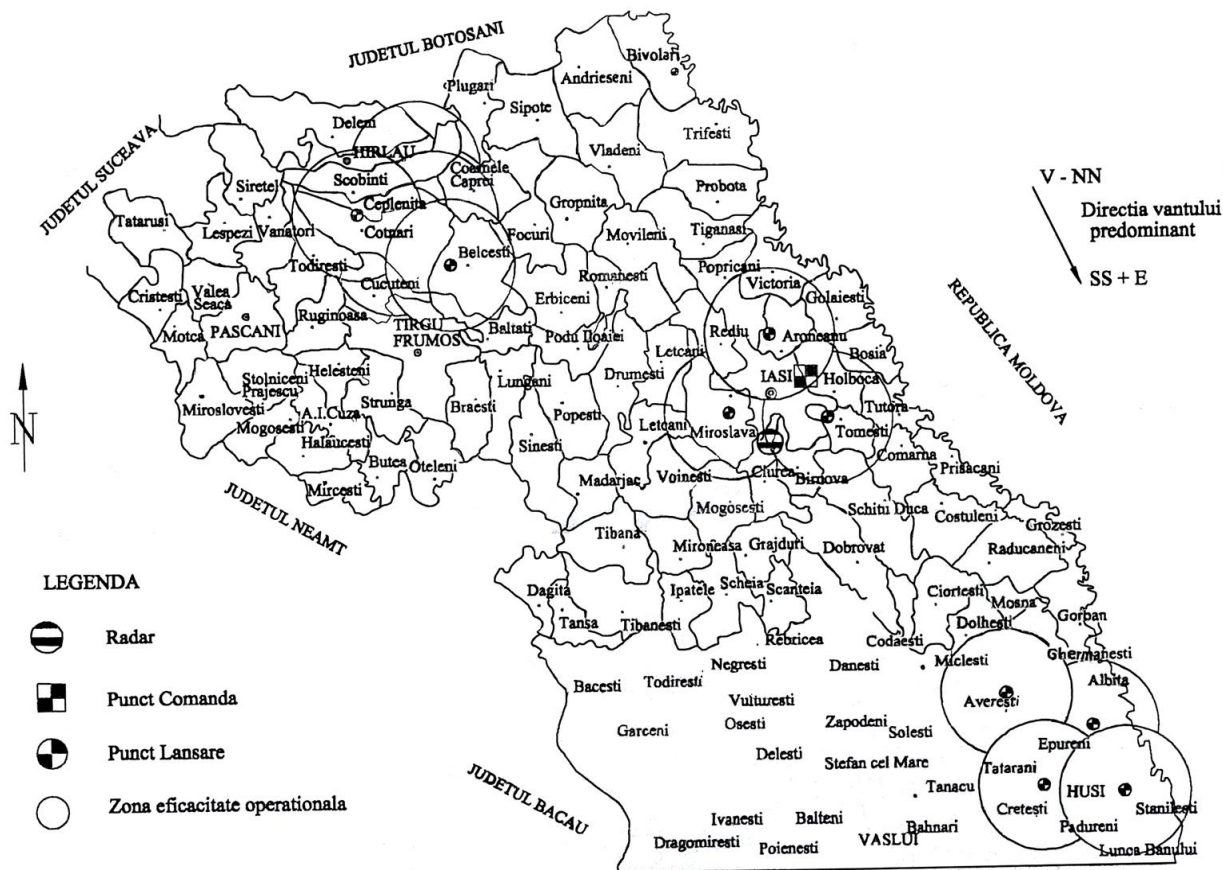 JUDETUL BOTOSANI
Bivolari
Andrieseni
Plugari
Sipote
Deleni
Trifesti
JUDETUL SUCEAVA
HIRLAU
Vladeni
Scobinti
Coarnele
Caprei
Siretel
Probota
V - NN
Ceplenita
Gropnita
Directia vantului
predominant
Tatarusi
Lespezi
Vanatori
Cotnari
Focuri
Movileni
Tiganasi
Belcesti
Todiresti
Popricani
SS + E
Cucuteni
Romanesti
Victoria
Cristesti
Valea
Seaca
Erbiceni
Golaiesti
REPUBLICA MOLDOVA
Motca
PASCANI
Ruginoasa
TIRGU
FRUMOS
Baltati
Podu Iloaiei
Rediu
Aroneanu
Letcani
Bosia
Helesteni
Stolniceni
Prajescu
Lungani
Drumesti
IASI
Holboca
Miroslovesti
Strunga
Braesti
Tutora
A.I.Cuza
Popesti
Mogosesti
Letcani
Miroslava
Tomesti
Halaucesti
Sinesti
Comarna
Butea
Oteleni
Prisacani
Ciurea
Mircesti
Madarjac
Voinesti
Birnova
JUDETUL NEAMT
Mogosesti
Schitu Duca
Costuleni
Grozesti
Tibana
Mironeasa
Grajduri
Dobrovat
Raducaneni
LEGENDA
Dagita
Ipatele
Scheia
Scanteia
Ciortesti
Mosna
Radar
Tansa
Tibanesti
Dolhesti
Gorban
Rebricea
Codaesti
Ghermanesti
Negresti
Danesti
Miclesti
Albita
Punct Comanda
Bacesti
Todiresti
Vulturesti
Averesti
Garceni
Osesti
Zapodeni
Solesti
Punct Lansare
Delesti
Epureni
Stefan cel Mare
Tatarani
JUDETUL BACAU
Tanacu
HUSI
Zona eficacitate operationala
Cretești
Stanilesti
Ivanesti
Balteni
Bahnari
Padureni
Dragomiresti
Poienesti
VASLUI
Lunca Banului
N